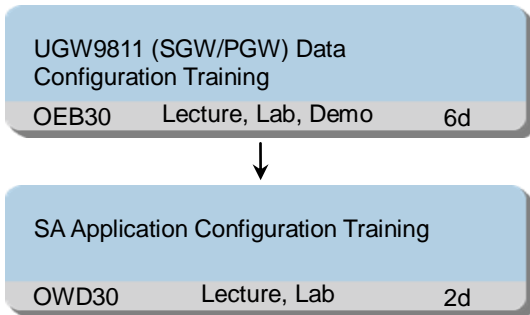 UGW9811 (SGW/PGW) Data
Configuration Training
OEB30 Lecture, Lab, Demo 6d
SA Application Configuration Training
OWD30 Lecture, Lab 2d